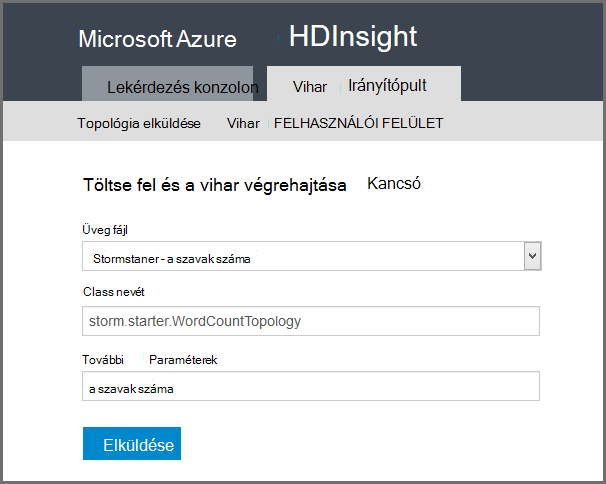 Microsoft Azure HDInsight
Lekérdezés konzolon Vihar Irányítópult
Topológia elküldése Vihar FELHASZNÁLÓI FELÜLET
Töltse fel és a vihar végrehajtása Kancsó
Üveg fájl
Stormstaner - a szavak száma
Class nevét
storm.starter.WordCountTopology
További Paraméterek
a szavak száma
Elküldése